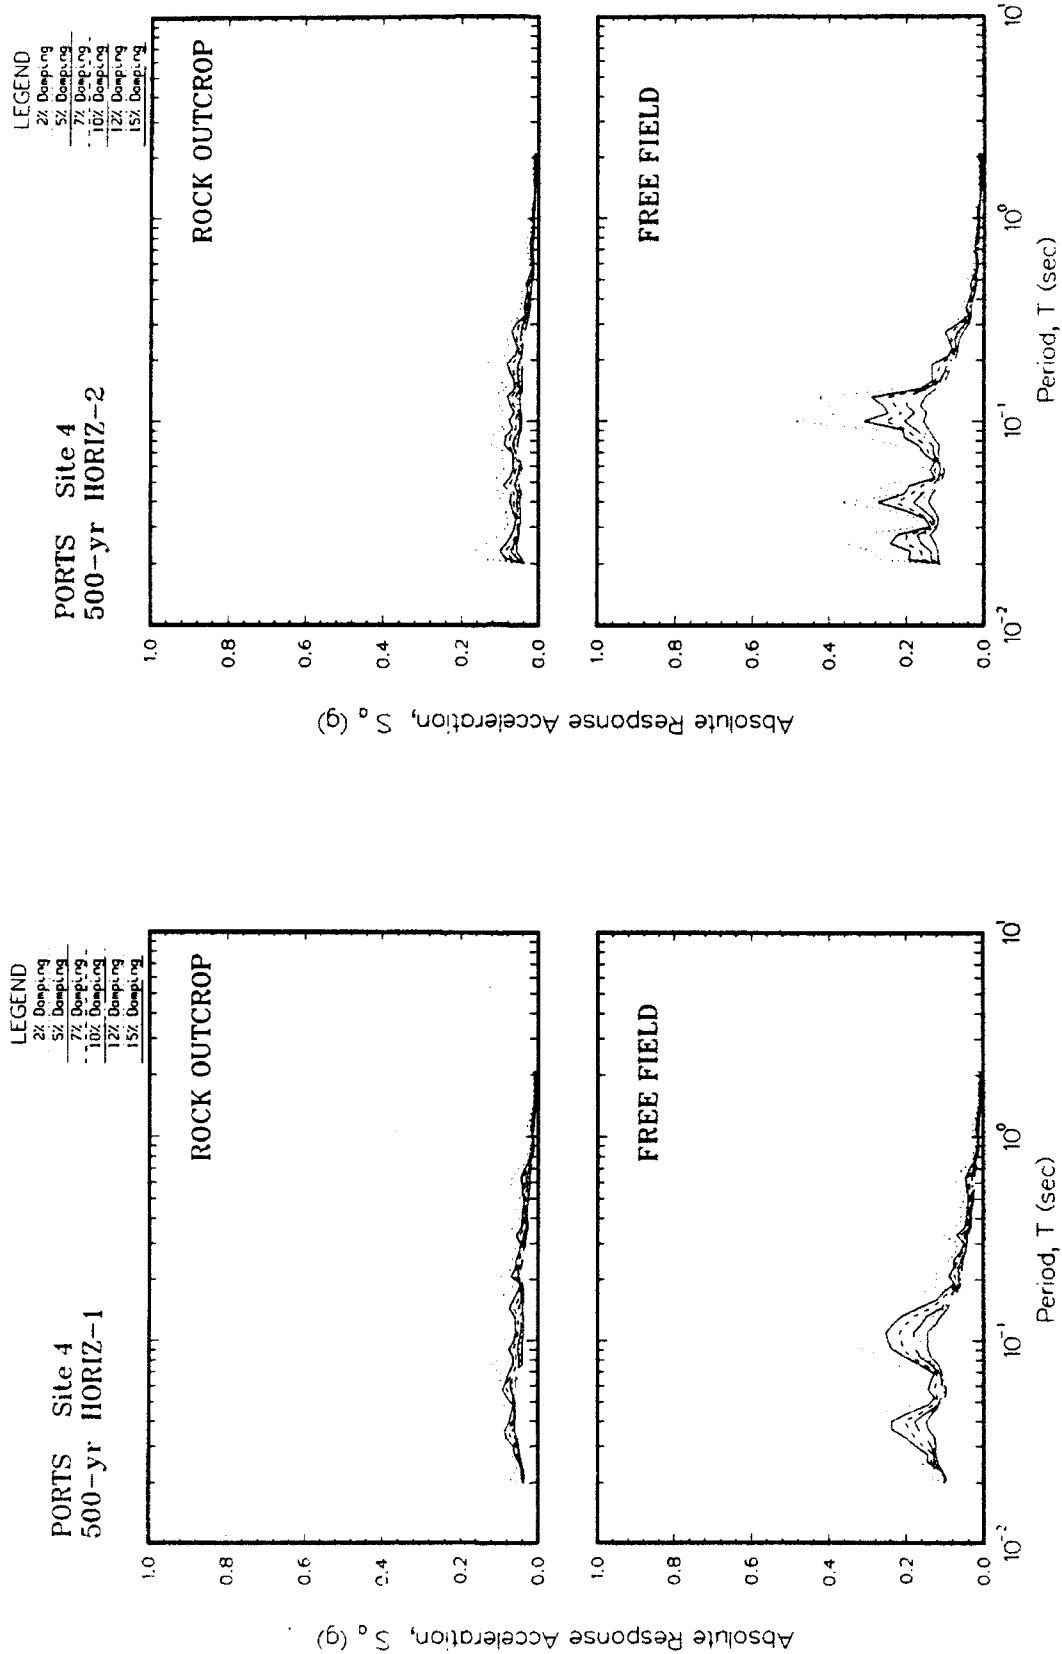 PORTS Site 4
500-yr HORIZ-1
LEGEND
2% Damping
5% Damping
7% Damping
10% Damping
12% Damping
15% Damping
Absolute Response Acceleration, Sa (g)
1.0
0.8
0.6
0.4
0.2
0.0
ROCK OUTCROP
1.0
0.8
0.6
0.4
0.2
0.0
FREE FIELD
10⁻² 10⁻¹ 10⁰ 10¹
Period, T (sec)
PORTS Site 4
500-yr HORIZ-2
LEGEND
2% Damping
5% Damping
7% Damping
10% Damping
12% Damping
15% Damping
Absolute Response Acceleration, Sa (g)
1.0
0.8
0.6
0.4
0.2
0.0
ROCK OUTCROP
1.0
0.8
0.6
0.4
0.2
0.0
FREE FIELD
10⁻² 10⁻¹ 10⁰ 10¹
Period, T (sec)